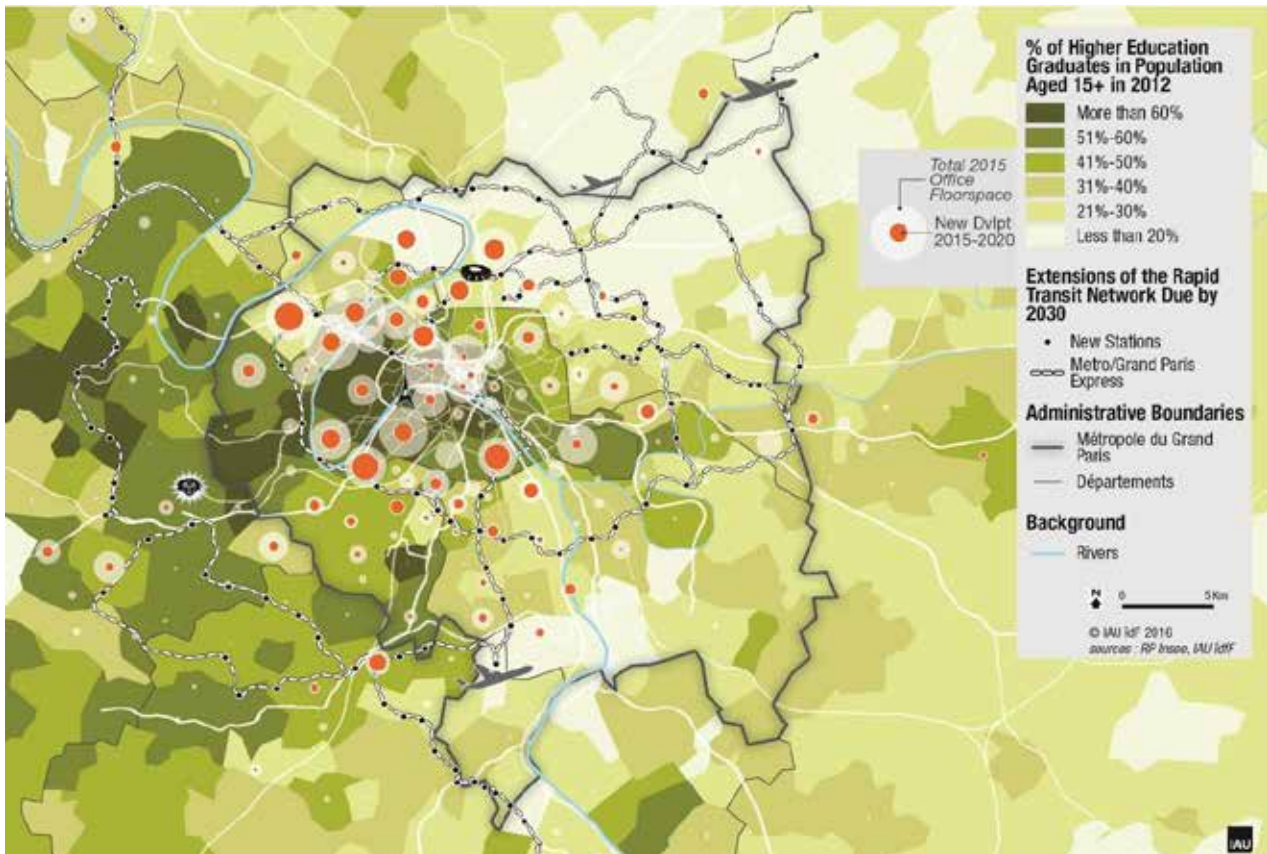 % of Higher Education
Graduates in Population
Aged 15+ in 2012
More than 60%
51%-60%
41%-50%
31%-40%
21%-30%
Less than 20%
Total 2015
Office
Floorspace
New Dvlpt
2015-2020
Extensions of the Rapid
Transit Network Due by
2030
New Stations
Metro/Grand Paris
Express
Administrative Boundaries
Métropole du Grand
Paris
Départements
Background
Rivers
N
0 5 Km
© IAU îdF 2016
sources : RP Insee, IAU îdF
IAU